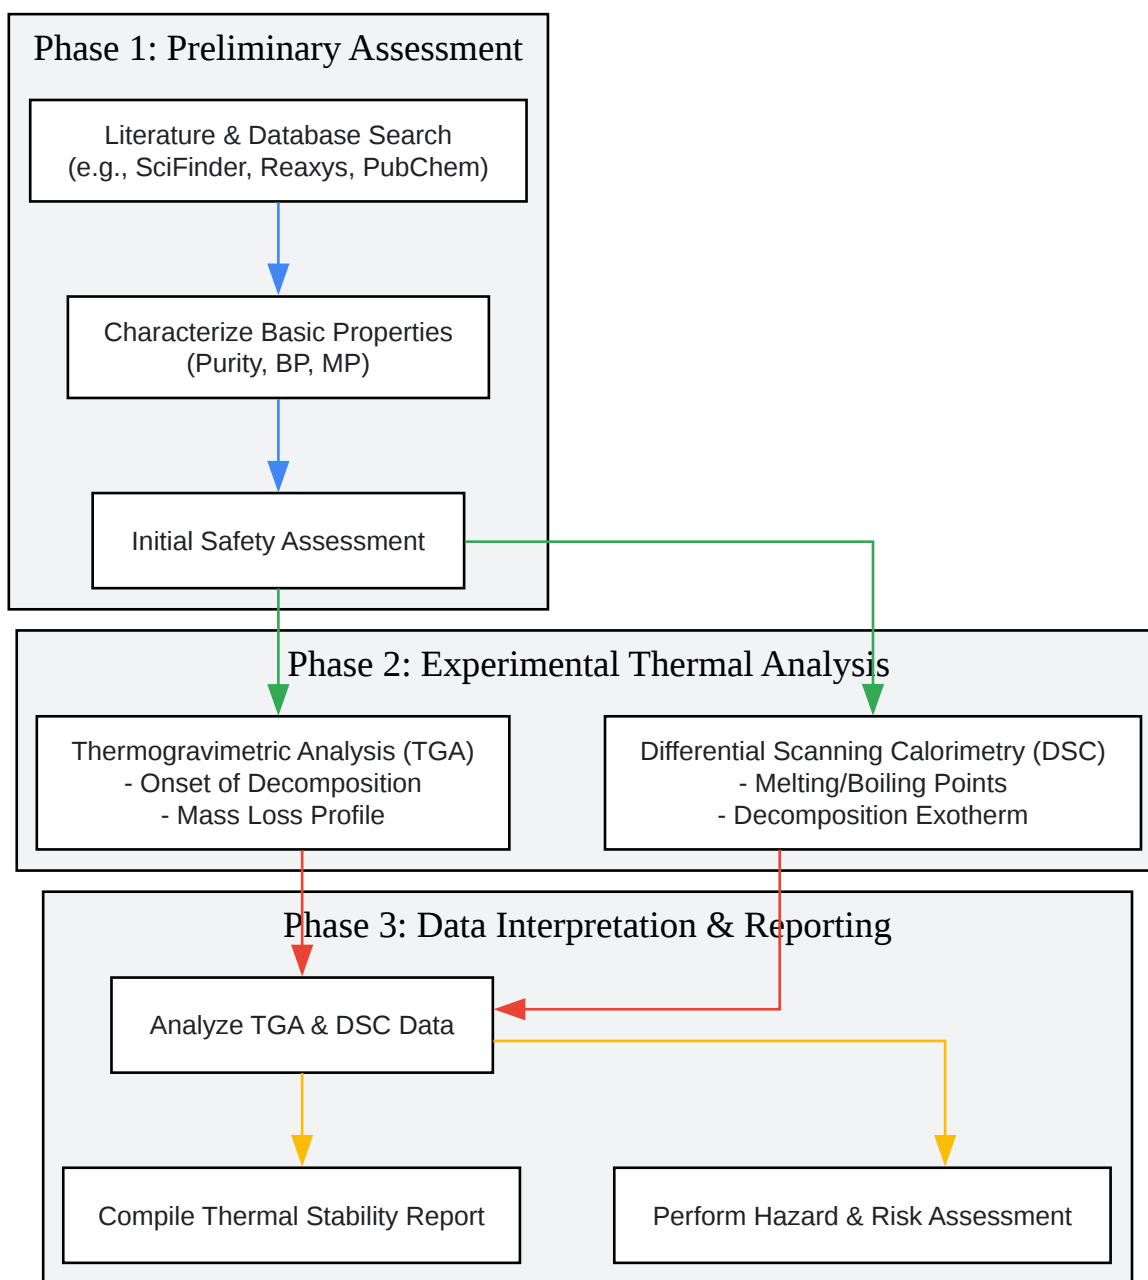 Phase 1: Preliminary Assessment
Literature & Database Search
(e.g., SciFinder, Reaxys, PubChem)
Characterize Basic Properties
(Purity, BP, MP)
Initial Safety Assessment
Phase 2: Experimental Thermal Analysis
Thermogravimetric Analysis (TGA)
- Onset of Decomposition
- Mass Loss Profile
Differential Scanning Calorimetry (DSC)
- Melting/Boiling Points
- Decomposition Exotherm
Phase 3: Data Interpretation & Reporting
Analyze TGA & DSC Data
Compile Thermal Stability Report
Perform Hazard & Risk Assessment